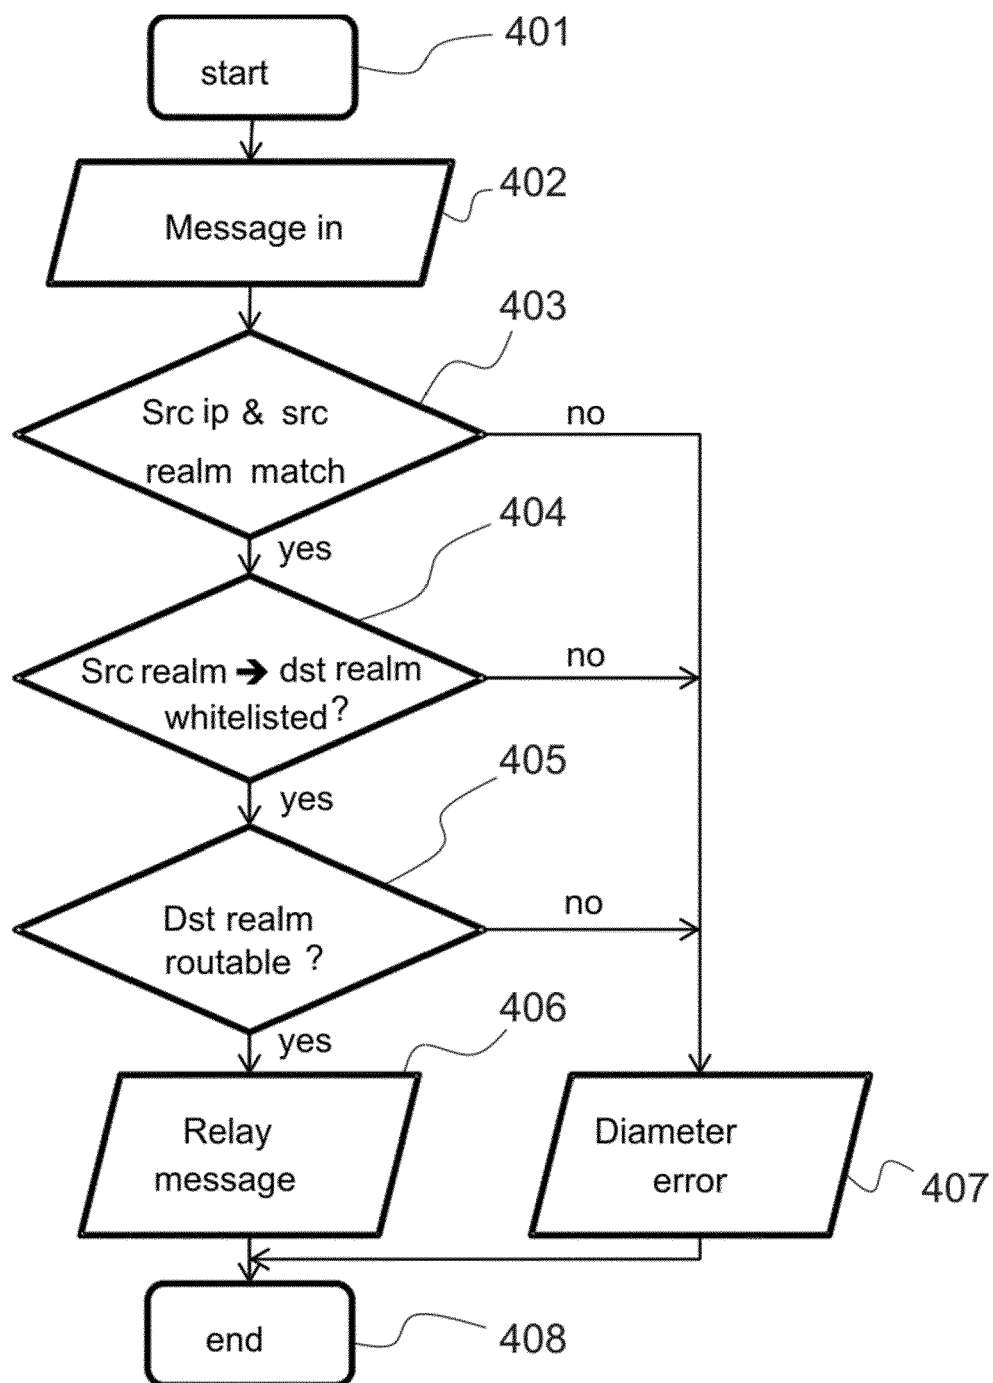 401
start
402
Message in
403
Src ip & src
realm match
no
yes
404
Src realm ➔ dst realm
whitelisted ?
no
yes
405
Dst realm
routable ?
no
yes
406
Relay
message
Diameter
error
407
end
408